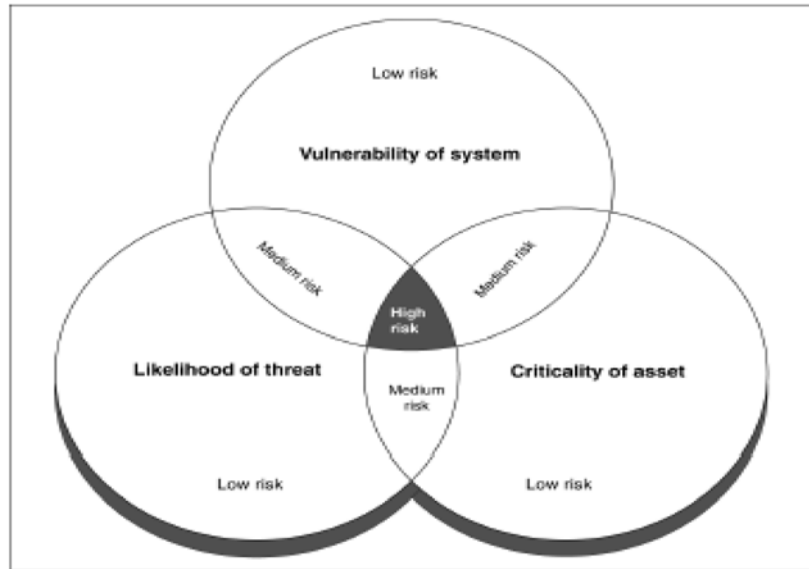 Low risk
Vulnerability of system
Medium risk
Medium risk
High
risk
Likelihood of threat
Criticality of asset
Medium
risk
Low risk
Low risk